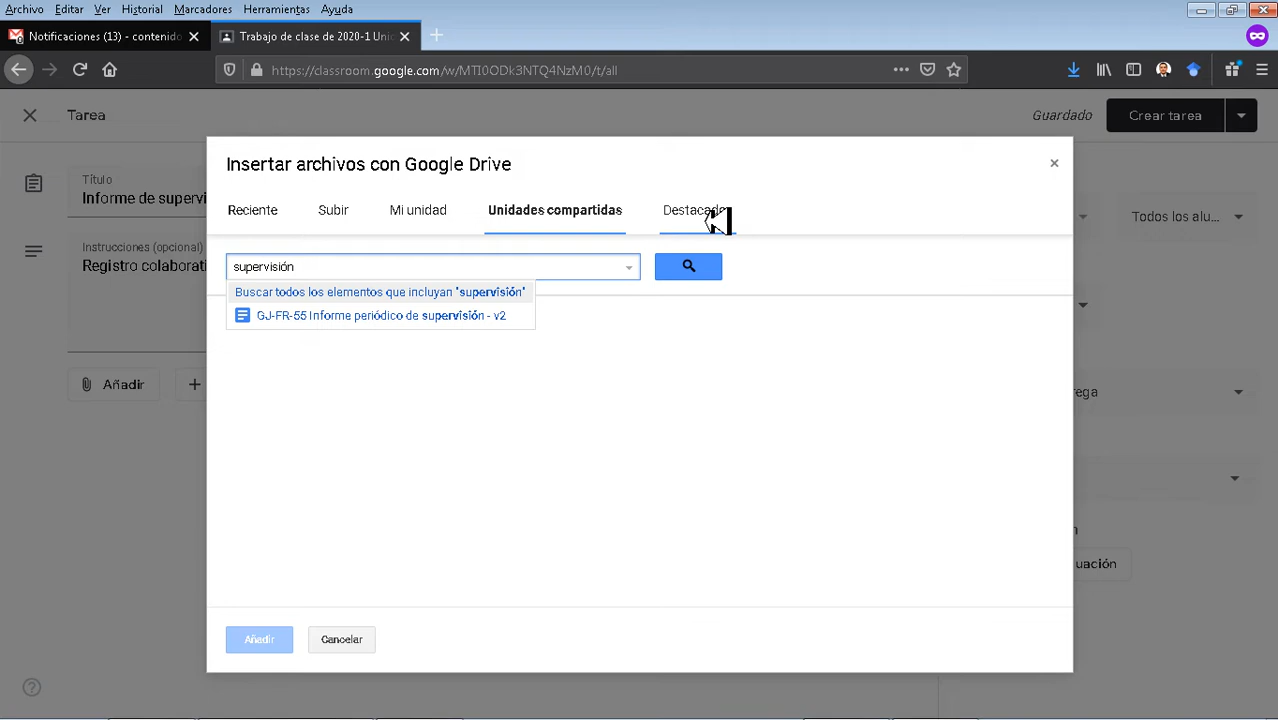 Archivo Editar Ver Historial Marcadores Herramientas Ayuda
Notificaciones (13) - contenido
Trabajo de clase de 2020-1 Uni
https://classroom.google.com/w/MTI0ODk3NTQ4NzM0/t/all
Tarea
Guardado
Crear tarea
Insertar archivos con Google Drive
Título
Informe de supervi
Todos los alu...
Reciente Subir Mi unidad Unidades compartidas Destacado
Instrucciones (opcional)
Registro colaborati
supervisión
Buscar todos los elementos que incluyan "supervisión"
GJ-FR-55 Informe periódico de supervisión - v2
Añadir
rega
n
uación
Añadir
Cancelar